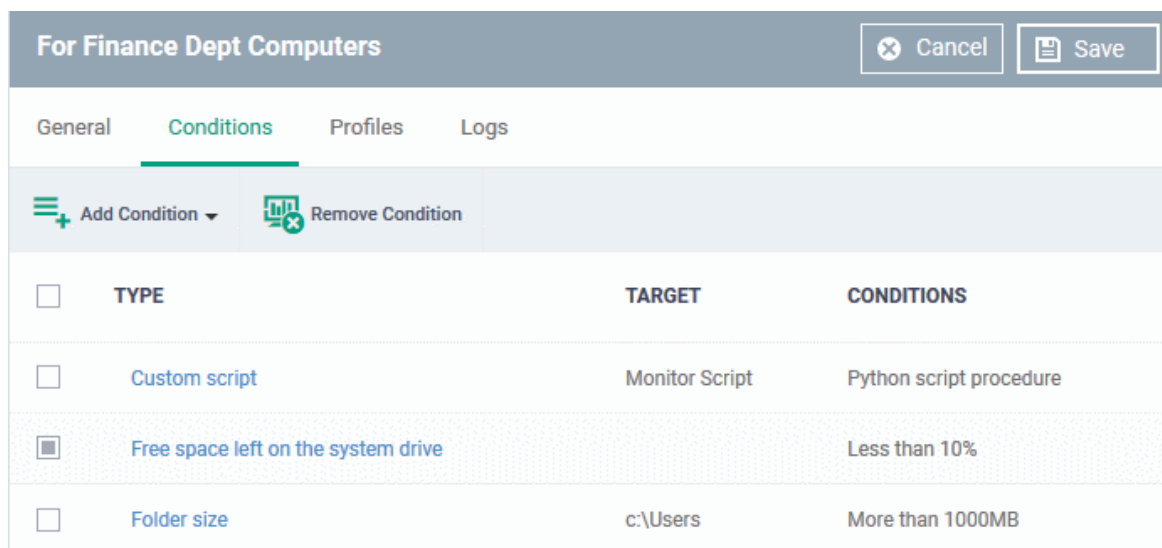 For Finance Dept Computers Cancel Save
General Conditions Profiles Logs
Add Condition Remove Condition
TYPE TARGET CONDITIONS
Custom script Monitor Script Python script procedure
Free space left on the system drive Less than 10%
Folder size c:\Users More than 1000MB